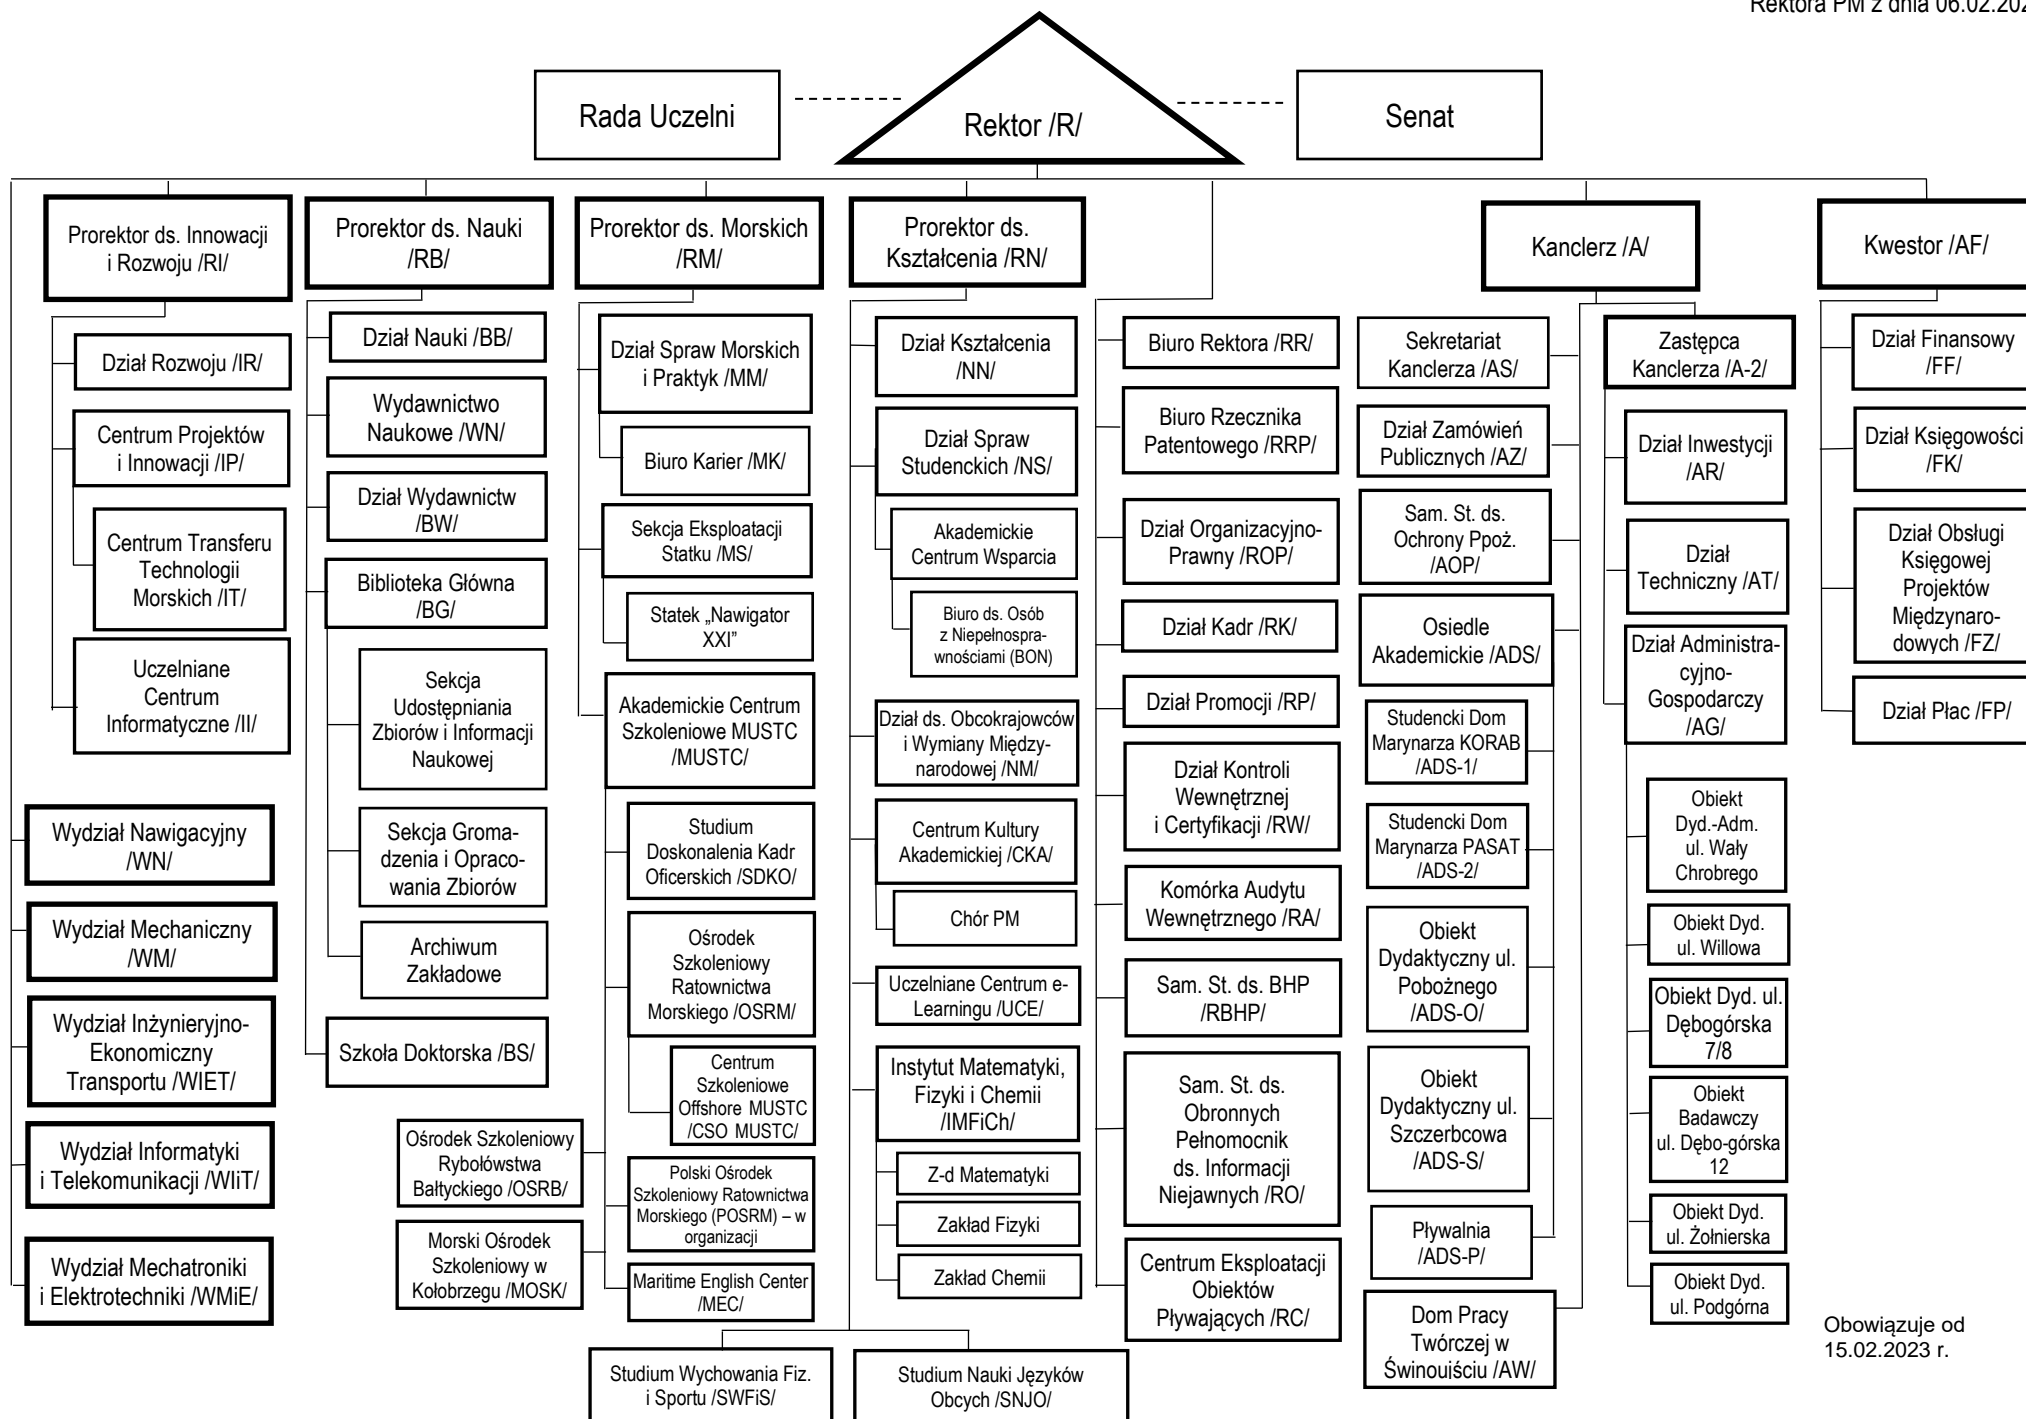 Rektora PM z dnia 06.02.202
Rada Uczelni
Rektor /R/
Senat
Prorektor ds. Innowacji
i Rozwoju /RI/
Prorektor ds. Nauki
/RB/
Prorektor ds. Morskich
/RM/
Prorektor ds.
Kształcenia /RN/
Kanclerz /A/
Kwestor /AF/
Dział Rozwoju /IR/
Centrum Projektów
i Innowacji /IP/
Centrum Transferu
Technologii
Morskich /IT/
Uczelniane
Centrum
Informatyczne /II/
Wydział Nawigacyjny
/WN/
Wydział Mechaniczny
/WM/
Wydział Inżynieryjno-
Ekonomiczny
Transportu /WIET/
Wydział Informatyki
i Telekomunikacji /WIiT/
Wydział Mechatroniki
i Elektrotechniki /WMiE/
Dział Nauki /BB/
Wydawnictwo
Naukowe /WN/
Dział Wydawnictw
/BW/
Biblioteka Główna
/BG/
Sekcja
Udostępniania
Zbiorów i Informacji
Naukowej
Sekcja Groma-
dzenia i Opraco-
wania Zbiorów
Archiwum
Zakładowe
Szkoła Doktorska /BS/
Dział Spraw Morskich
i Praktyk /MM/
Biuro Karier /MK/
Sekcja Eksploatacji
Statku /MS/
Statek „Nawigator
XXI”
Akademickie Centrum
Szkoleniowe MUSTC
/MUSTC/
Studium
Doskonalenia Kadr
Oficerskich /SDKO/
Ośrodek
Szkoleniowy
Ratownictwa
Morskiego /OSRM/
Centrum
Szkoleniowe
Offshore MUSTC
/CSO MUSTC/
Ośrodek Szkoleniowy
Rybołówstwa
Bałtyckiego /OSRB/
Polski Ośrodek
Szkoleniowy Ratownictwa
Morskiego (POSRM) – w
organizacji
Morski Ośrodek
Szkoleniowy w
Kołobrzegu /MOSK/
Maritime English Center
/MEC/
Dział Kształcenia
/NN/
Dział Spraw
Studenckich /NS/
Akademickie
Centrum Wsparcia
Biuro ds. Osób
z Niepełnospra-
wnościami (BON)
Dział ds. Obcokrajowców
i Wymiany Między-
narodowej /NM/
Centrum Kultury
Akademickiej /CKA/
Chór PM
Uczelniane Centrum e-
Learningu /UCE/
Instytut Matematyki,
Fizyki i Chemii
/IMFiCh/
Z-d Matematyki
Zakład Fizyki
Zakład Chemii
Studium Wychowania Fiz.
i Sportu /SWFiS/
Studium Nauki Języków
Obcych /SNJO/
Biuro Rektora /RR/
Biuro Rzecznika
Patentowego /RRP/
Dział Organizacyjno-
Prawny /ROP/
Dział Kadr /RK/
Dział Promocji /RP/
Dział Kontroli
Wewnętrznej
i Certyfikacji /RW/
Komórka Audytu
Wewnętrznego /RA/
Sam. St. ds. BHP
/RBHP/
Sam. St. ds.
Obronnych
Pełnomocnik
ds. Informacji
Niejawnych /RO/
Centrum Eksploatacji
Obiektów
Pływających /RC/
Sekretariat
Kanclerza /AS/
Dział Zamówień
Publicznych /AZ/
Sam. St. ds.
Ochrony Ppoż.
/AOP/
Osiedle
Akademickie /ADS/
Studencki Dom
Marynarza KORAB
/ADS-1/
Studencki Dom
Marynarza PASAT
/ADS-2/
Obiekt
Dydaktyczny ul.
Pobożnego
/ADS-O/
Obiekt
Dydaktyczny ul.
Szczerbcowa
/ADS-S/
Pływalnia
/ADS-P/
Dom Pracy
Twórczej w
Świnoujściu /AW/
Zastępca
Kanclerza /A-2/
Dział Inwestycji
/AR/
Dział
Techniczny /AT/
Dział Administra-
cyjno-
Gospodarczy
/AG/
Obiekt
Dyd.-Adm.
ul. Wały
Chrobrego
Obiekt Dyd.
ul. Willowa
Obiekt Dyd. ul.
Dębogórska
7/8
Obiekt
Badawczy
ul. Dębo-górska
12
Obiekt Dyd.
ul. Żołnierska
Obiekt Dyd.
ul. Podgórna
Dział Finansowy
/FF/
Dział Księgowości
/FK/
Dział Obsługi
Księgowej
Projektów
Międzynaro-
dowych /FZ/
Dział Płac /FP/
Obowiązuje od
15.02.2023 r.